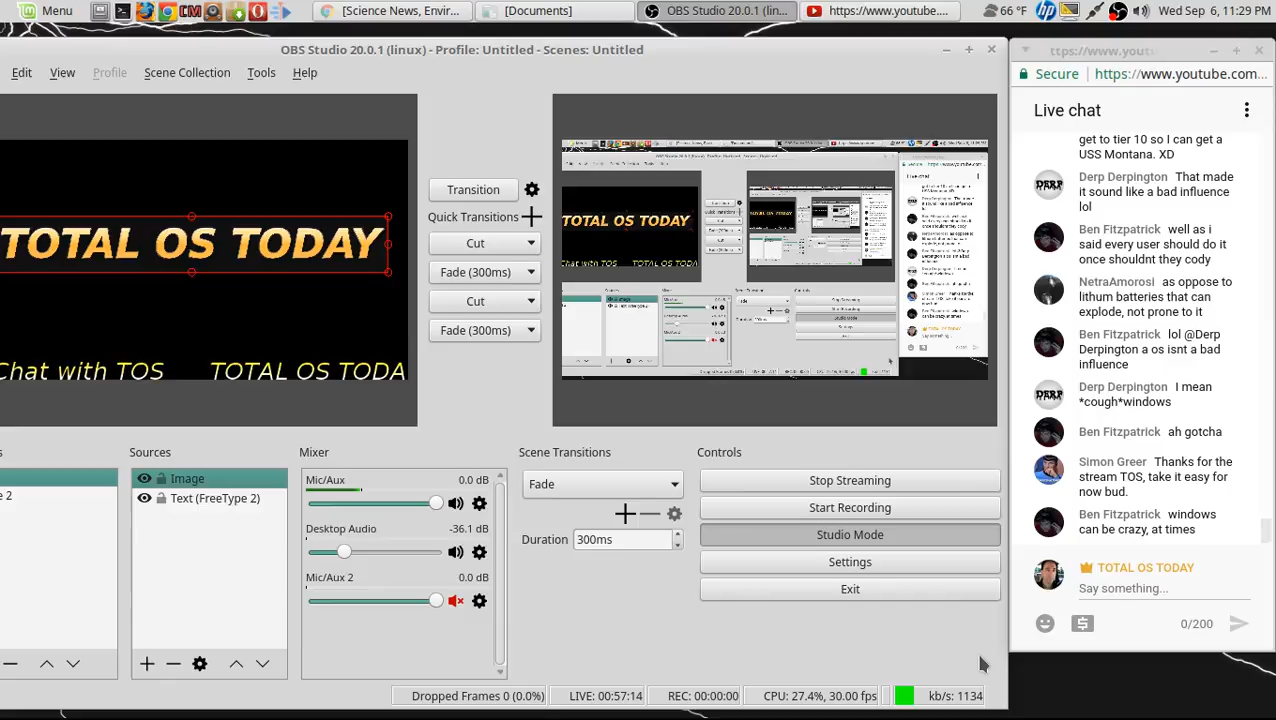 Menu
[Science News, Envir...
[Documents]
OBS Studio 20.0.1 (lin...
https://www.youtube....
66 °F
Wed Sep 6, 11:29 PM
OBS Studio 20.0.1 (linux) - Profile: Untitled - Scenes: Untitled
Edit
View
Profile
Scene Collection
Tools
Help
TOTAL OS TODAY
Chat with TOS
TOTAL OS TODA
Transition
Quick Transitions
Cut
Fade (300ms)
Cut
Fade (300ms)
TOTAL OS TODAY
Sources
Image
Text (FreeType 2)
2
Mixer
Mic/Aux 0.0 dB
Desktop Audio -36.1 dB
Mic/Aux 2 0.0 dB
Scene Transitions
Fade
Duration 300ms
Controls
Stop Streaming
Start Recording
Studio Mode
Settings
Exit
Dropped Frames 0 (0.0%)
LIVE: 00:57:14
REC: 00:00:00
CPU: 27.4%, 30.00 fps
kb/s: 1134
ttps://www.yout
Secure
https://www.youtube.com...
Live chat
get to tier 10 so I can get a
USS Montana. XD
Derp Derpington That made
it sound like a bad influence
lol
Ben Fitzpatrick well as i
said every user should do it
once shouldnt they cody
NetraAmorosi as oppose to
lithum batteries that can
explode, not prone to it
Ben Fitzpatrick lol @Derp
Derpington a os isnt a bad
influence
Derp Derpington I mean
*cough*windows
Ben Fitzpatrick ah gotcha
Simon Greer Thanks for the
stream TOS, take it easy for
now bud.
Ben Fitzpatrick windows
can be crazy, at times
TOTAL OS TODAY
Say something...
0/200